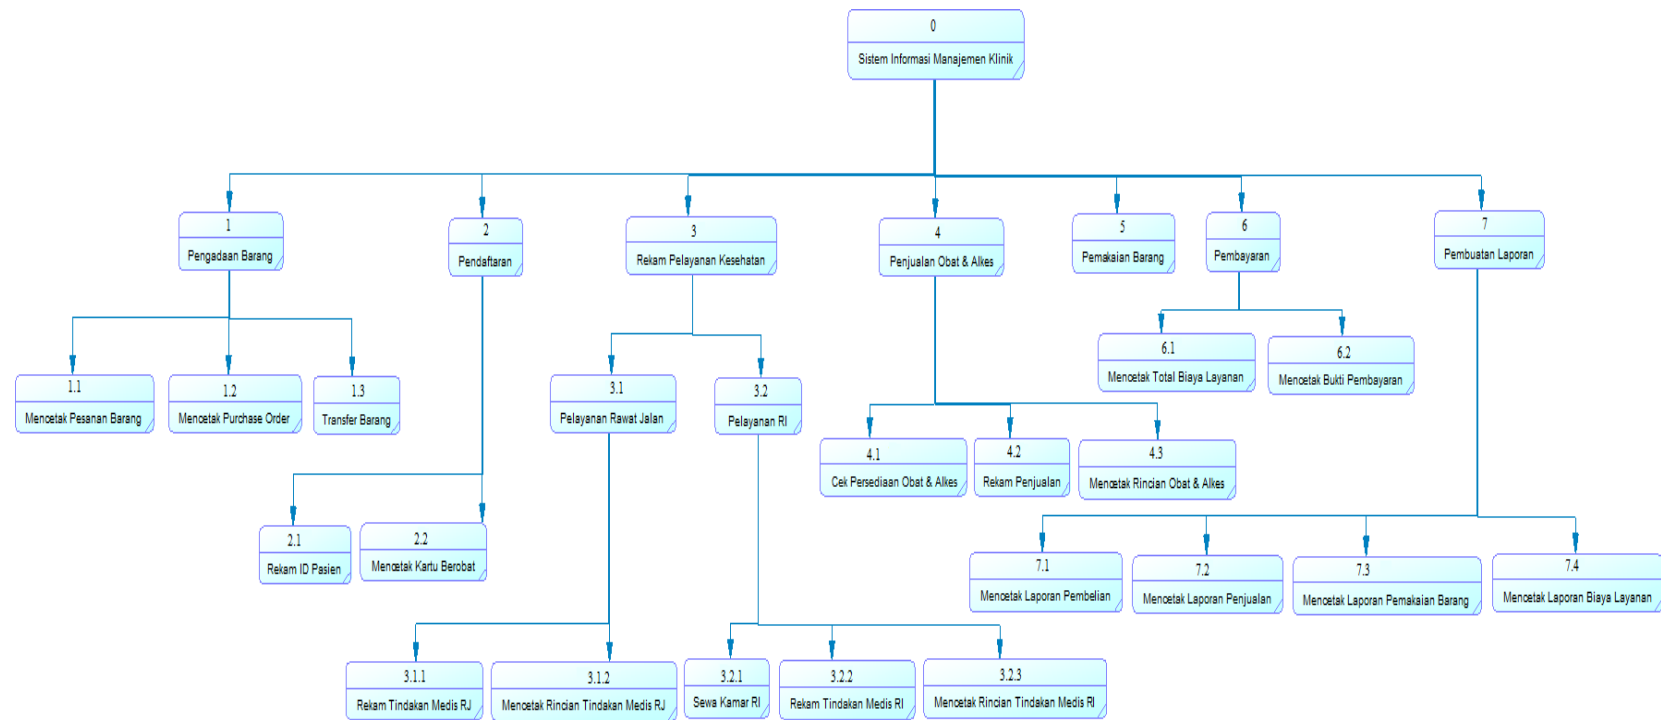 0
Sistem Informasi Manajemen Klinik
1
Pengadaan Barang
2
Pendaftaran
3
Rekam Pelayanan Kesehatan
4
Penjualan Obat & Alkes
5
Pemakaian Barang
6
Pembayaran
7
Pembuatan Laporan
1.1
Mencetak Pesanan Barang
1.2
Mencetak Purchase Order
1.3
Transfer Barang
3.1
Pelayanan Rawat Jalan
3.2
Pelayanan RI
6.1
Mencetak Total Biaya Layanan
6.2
Mencetak Bukti Pembayaran
4.1
Cek Persediaan Obat & Alkes
4.2
Rekam Penjualan
4.3
Mencetak Rincian Obat & Alkes
2.1
Rekam ID Pasien
2.2
Mencetak Kartu Berobat
7.1
Mencetak Laporan Pembelian
7.2
Mencetak Laporan Penjualan
7.3
Mencetak Laporan Pemakaian Barang
7.4
Mencetak Laporan Biaya Layanan
3.1.1
Rekam Tindakan Medis RJ
3.1.2
Mencetak Rincian Tindakan Medis RJ
3.2.1
Sewa Kamar RI
3.2.2
Rekam Tindakan Medis RI
3.2.3
Mencetak Rincian Tindakan Medis RI